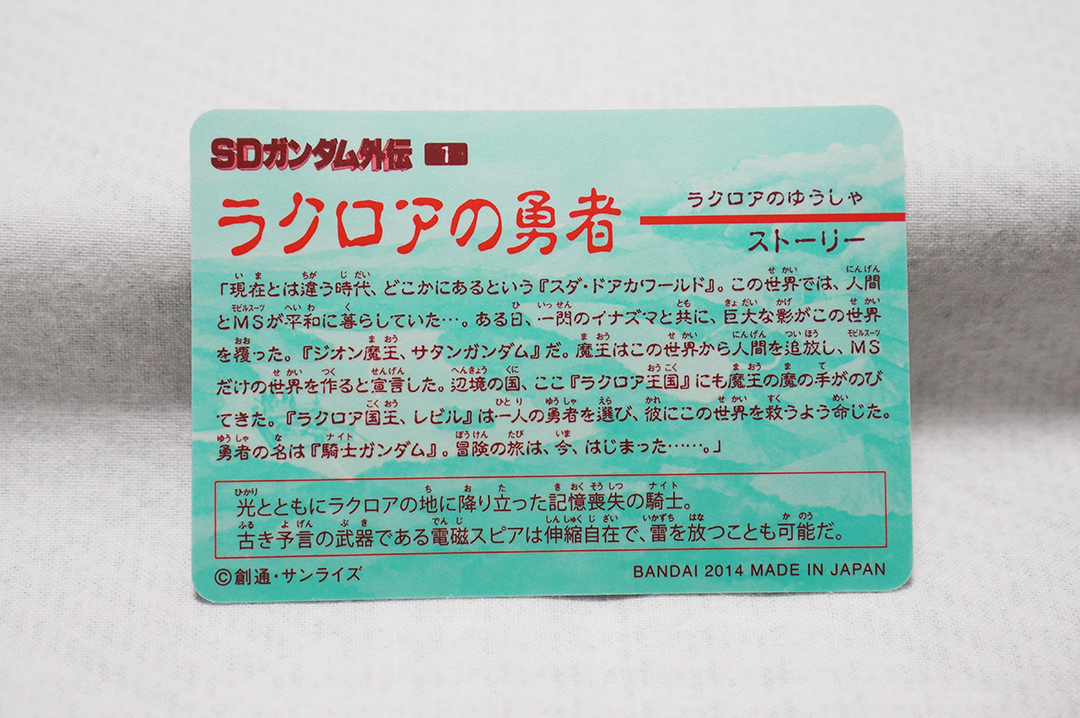 SDガンダム外伝 1
ラクロアの勇者
ラクロアのゆうしゃ
ストーリー
「現在とは違う時代、どこかにあるという『スダ・ドアカワールド』。この世界では、人間
とMSが平和に暮らしていた…。ある日、一閃のイナズマと共に、巨大な影がこの世界
を覆った。『ジオン魔王、サタンガンダム』だ。魔王はこの世界から人間を追放し、MS
だけの世界を作ると宣言した。辺境の国、ここ『ラクロア王国』にも魔王の魔の手がのび
てきた。『ラクロア国王、レビル』は一人の勇者を選び、彼にこの世界を救うよう命じた。
勇者の名は『騎士ガンダム』。冒険の旅は、今、はじまった……。」
光とともにラクロアの地に降り立った記憶喪失の騎士。
古き予言の武器である電磁スピアは伸縮自在で、雷を放つことも可能だ。
©創通・サンライズ
BANDAI 2014 MADE IN JAPAN